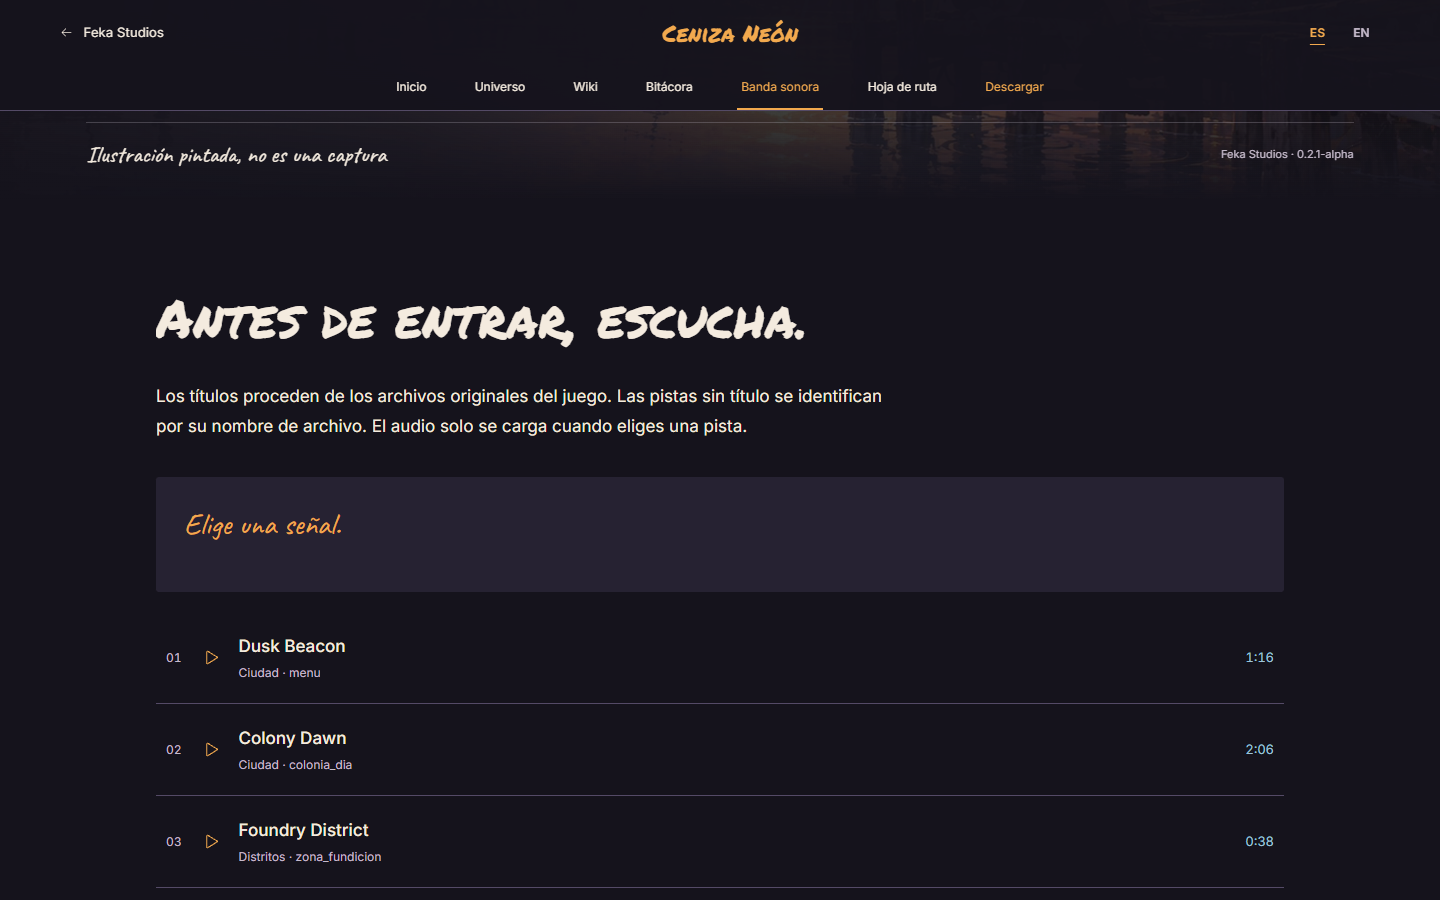 ← Feka Studios
Ceniza Neón
ES EN
Inicio Universo Wiki Bitácora Banda sonora Hoja de ruta Descargar
Ilustración pintada, no es una captura
Feka Studios · 0.2.1-alpha
Antes de entrar, escucha.
Los títulos proceden de los archivos originales del juego. Las pistas sin título se identifican
por su nombre de archivo. El audio solo se carga cuando eliges una pista.
Elige una señal.
01 Dusk Beacon 1:16
Ciudad · menu
02 Colony Dawn 2:06
Ciudad · colonia_dia
03 Foundry District 0:38
Distritos · zona_fundicion